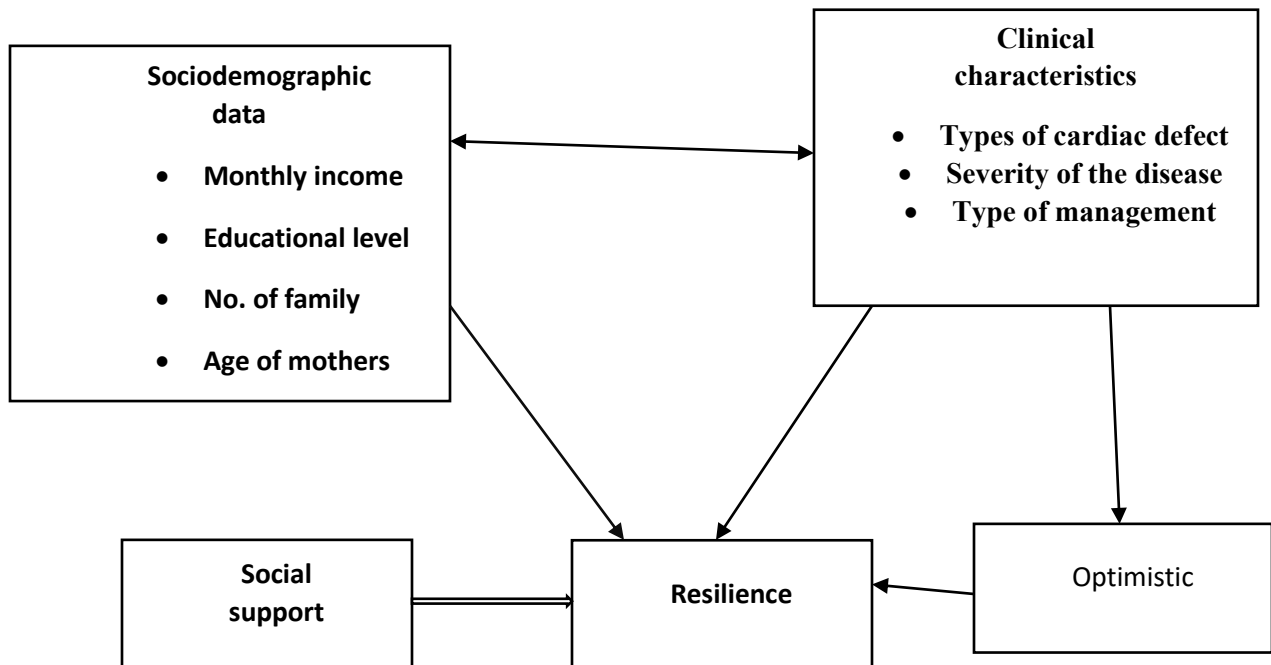 Sociodemographic
data
• Monthly income
• Educational level
• No. of family
• Age of mothers
Clinical
characteristics
• Types of cardiac defect
• Severity of the disease
• Type of management
Social
support
Resilience
Optimistic